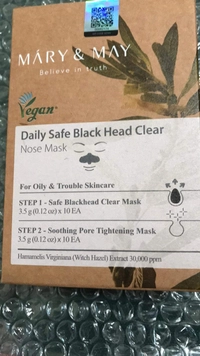 MÁRY & MAY
Believe in truth
Vegan
Daily Safe Black Head Clear
Nose Mask
For Oily & Trouble Skincare
STEP 1 - Safe Blackhead Clear Mask
3.5 g (0.12 oz) x 10 EA
STEP 2 - Soothing Pore Tightening Mask
3.5 g (0.12 oz) x 10 EA
Hamamelis Virginiana (Witch Hazel) Extract 30,000 ppm